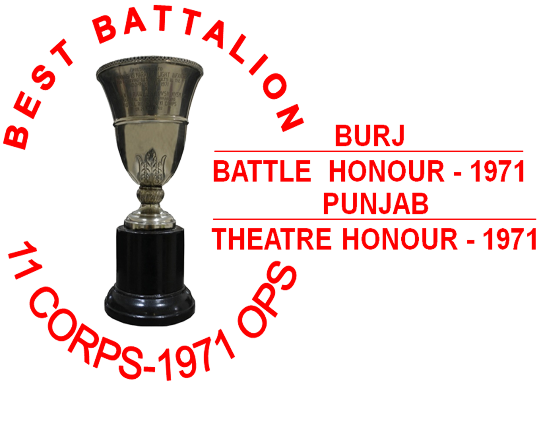 BEST BATTALION
11 CORPS-1971 OPS
BURJ
BATTLE HONOUR - 1971
PUNJAB
THEATRE HONOUR - 1971